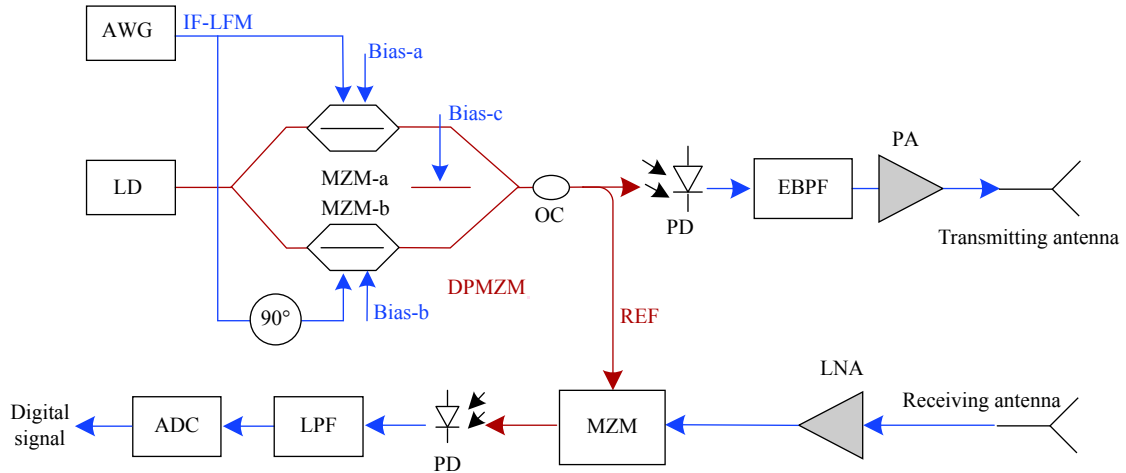 AWG
IF-LFM
Bias-a
Bias-c
PA
LD
MZM-a
MZM-b
OC
PD
EBPF
Transmitting antenna
DPMZM
90°
Bias-b
REF
LNA
Digital
signal
ADC
LPF
PD
MZM
Receiving antenna